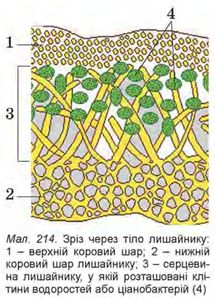 4
1
3
2
Мал. 214. Зріз через тіло лишайнику:
1 – верхній коровий шар; 2 – нижній
коровий шар лишайнику; 3 – серцеви-
на лишайнику, у якій розташовані клі-
тини водоростей або ціанобактерій (4)